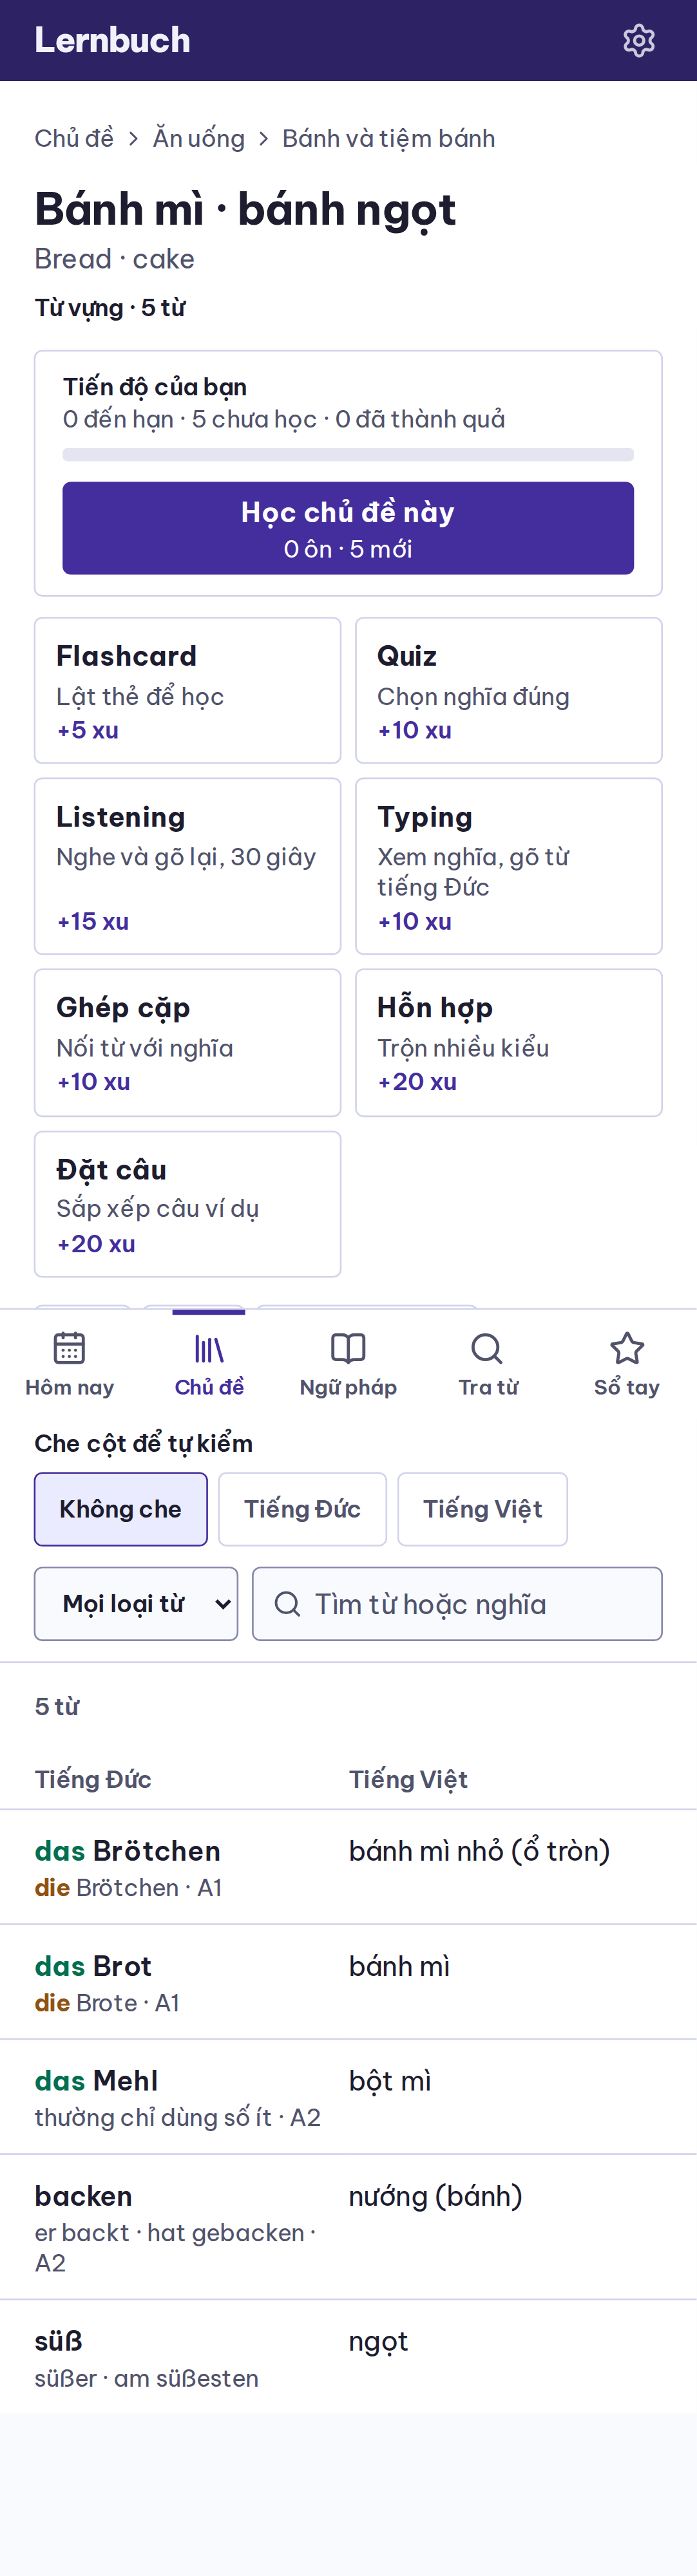 Lernbuch
Chủ đề > Ăn uống > Bánh và tiệm bánh
Bánh mì · bánh ngọt
Bread · cake
Từ vựng · 5 từ
Tiến độ của bạn
0 đến hạn · 5 chưa học · 0 đã thành quả
Học chủ đề này
0 ôn · 5 mới
Flashcard
Lật thẻ để học
+5 xu
Quiz
Chọn nghĩa đúng
+10 xu
Listening
Nghe và gõ lại, 30 giây
+15 xu
Typing
Xem nghĩa, gõ từ
tiếng Đức
+10 xu
Ghép cặp
Nối từ với nghĩa
+10 xu
Hỗn hợp
Trộn nhiều kiểu
+20 xu
Đặt câu
Sắp xếp câu ví dụ
+20 xu
Hôm nay
Chủ đề
Ngữ pháp
Tra từ
Sổ tay
Che cột để tự kiểm
Không che
Tiếng Đức
Tiếng Việt
Mọi loại từ
Tìm từ hoặc nghĩa
5 từ
Tiếng Đức
Tiếng Việt
das Brötchen
bánh mì nhỏ (ổ tròn)
die Brötchen · A1
das Brot
bánh mì
die Brote · A1
das Mehl
bột mì
thường chỉ dùng số ít · A2
backen
nướng (bánh)
er backt · hat gebacken ·
A2
süß
ngọt
süßer · am süßesten